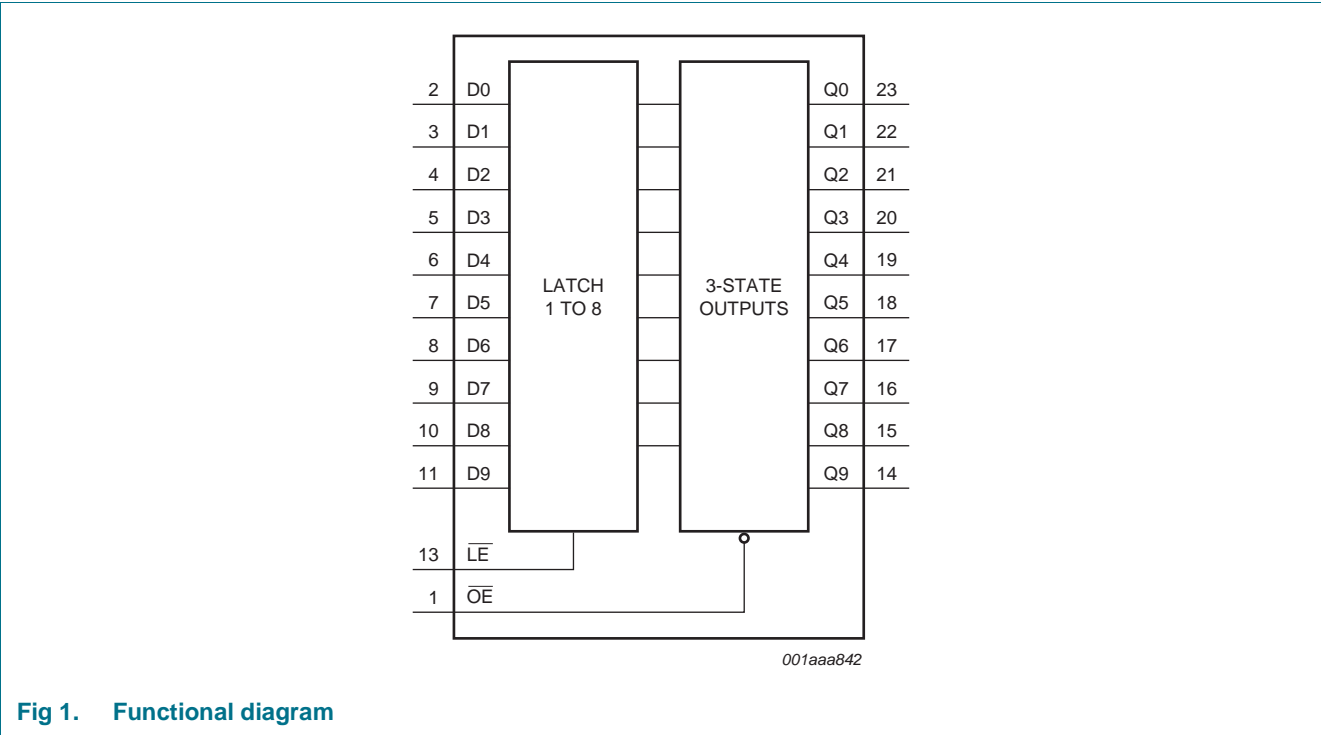 2 D0 Q0 23
3 D1 Q1 22
4 D2 Q2 21
5 D3 Q3 20
6 D4 Q4 19
LATCH 3-STATE
1 TO 8 OUTPUTS
7 D5 Q5 18
8 D6 Q6 17
9 D7 Q7 16
10 D8 Q8 15
11 D9 Q9 14
13 L̅E̅
1 O̅E̅
001aaa842
Fig 1. Functional diagram